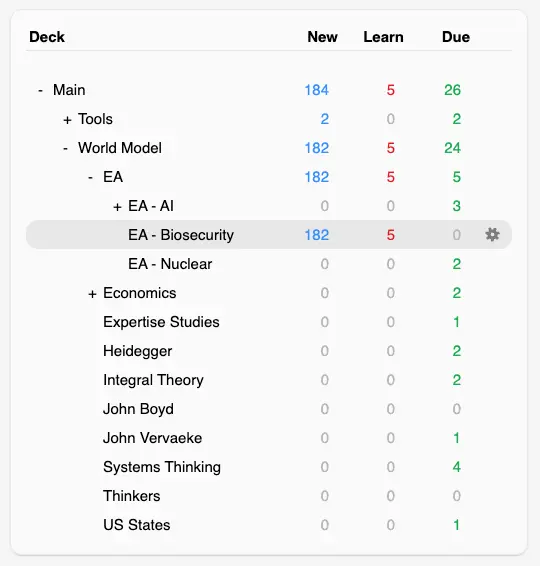 Deck New Learn Due
- Main 184 5 26
+ Tools 2 0 2
- World Model 182 5 24
- EA 182 5 5
+ EA - AI 0 0 3
EA - Biosecurity 182 5 0
EA - Nuclear 0 0 2
+ Economics 0 0 2
Expertise Studies 0 0 1
Heidegger 0 0 2
Integral Theory 0 0 2
John Boyd 0 0 0
John Vervaeke 0 0 1
Systems Thinking 0 0 4
Thinkers 0 0 0
US States 0 0 1